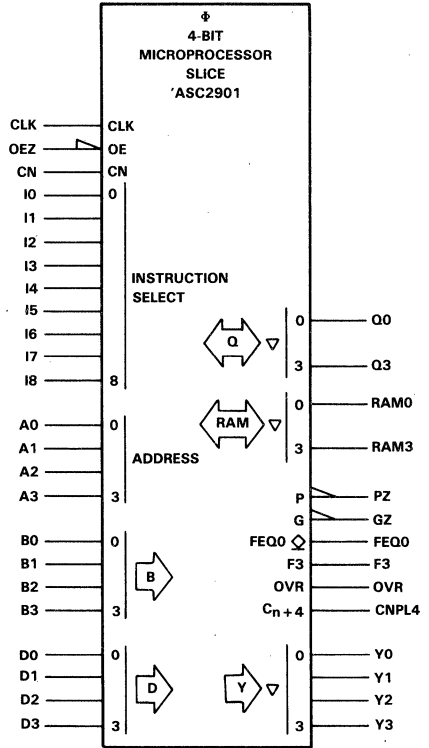 Φ
4-BIT
MICROPROCESSOR
SLICE
'ASC2901
CLK CLK
OEZ OE
CN CN
I0 0
I1
I2
I3
I4
I5
I6
I7
I8 8
INSTRUCTION
SELECT
A0 0
A1
A2
A3 3
ADDRESS
B0 0
B1
B2
B3 3
B
D0 0
D1
D2
D3 3
D
Q
0 Q0
3 Q3
RAM
0 RAM0
3 RAM3
P PZ
G GZ
FEQ0 FEQ0
F3 F3
OVR OVR
Cn+4 CNPL4
Y
0 Y0
Y1
Y2
3 Y3